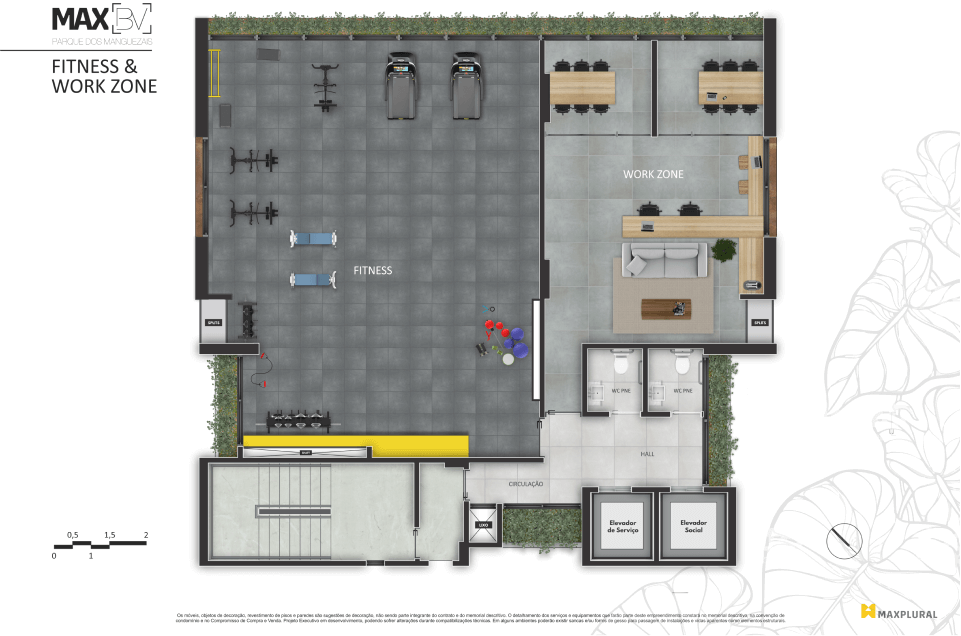 MAX BV
PARQUE DOS MANGUEZAIS
FITNESS &
WORK ZONE
WORK ZONE
FITNESS
SPLITS
SPLITS
WC PNE
WC PNE
HALL
CIRCULAÇÃO
LIXO
Elevador
de Serviço
Elevador
Social
0,5 1,5 2
0 1
Os móveis, objetos de decoração, revestimento de pisos e paredes são sugestões de decoração, não sendo parte integrante do contrato e do memorial descritivo. O detalhamento dos serviços e equipamentos que farão parte deste empreendimento constará no memorial descritivo, na convenção de
condomínio e no Compromisso de Compra e Venda. Projeto Executivo em desenvolvimento, podendo sofrer alterações durante compatibilizações técnicas. Em alguns ambientes poderão existir sancas e/ou forros de gesso para passagem de instalações e vigas aparentes como elementos estruturais.
MAXPLURAL